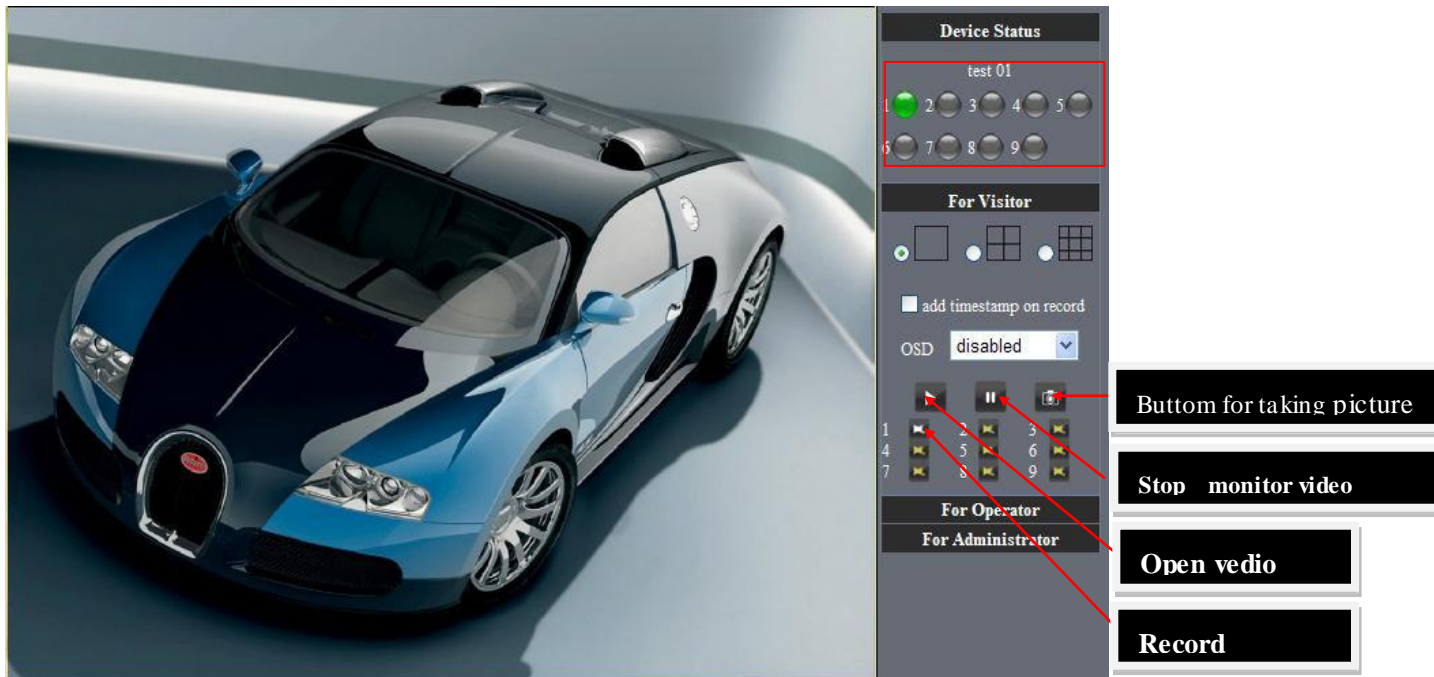 Device Status
test 01
1 2 3 4 5
6 7 8 9
For Visitor
add timestamp on record
OSD disabled
1 2 3
4 5 6
7 8 9
For Operator
For Administrator
Buttom for taking picture
Stop monitor video
Open vedio
Record